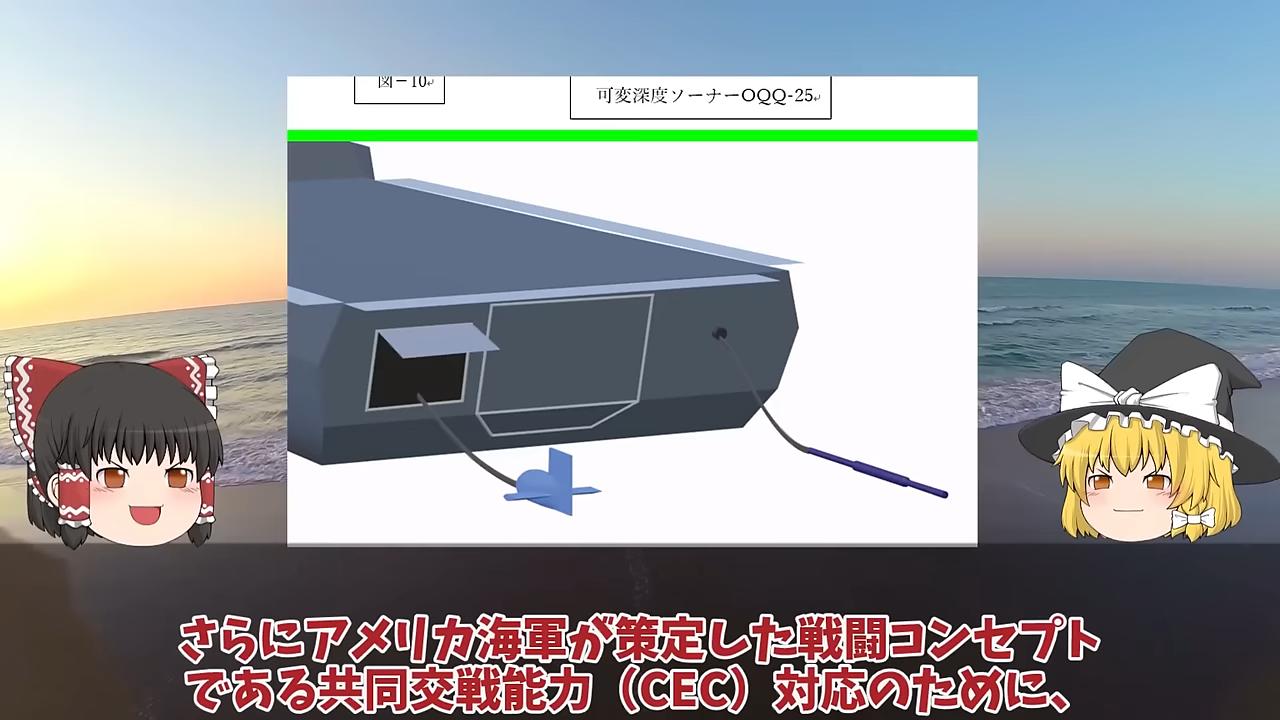 図－10
可変深度ソーナーOQQ-25
さらにアメリカ海軍が策定した戦闘コンセプト
である共同交戦能力（CEC）対応のために、